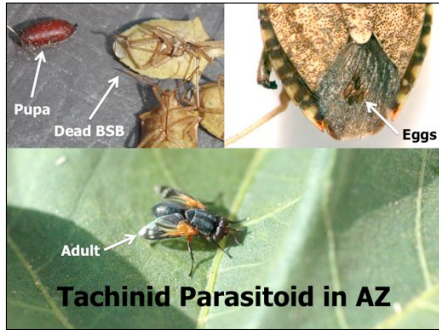 Pupa
Dead BSB
Eggs
Adult
Tachinid Parasitoid in AZ